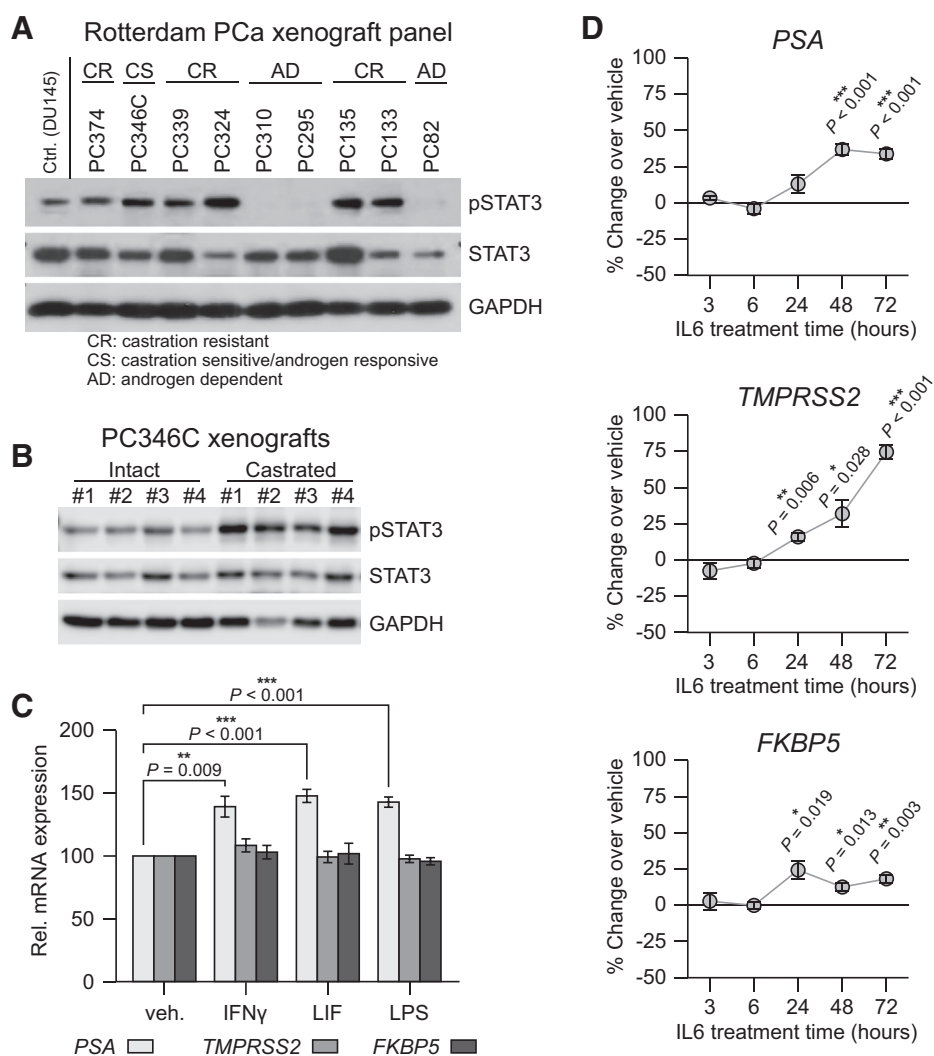 A
Rotterdam PCa xenograft panel
CR CS CR AD CR AD
Ctrl. (DU145) PC374 PC346C PC339 PC324 PC310 PC295 PC135 PC133 PC82
pSTAT3
STAT3
GAPDH
CR: castration resistant
CS: castration sensitive/androgen responsive
AD: androgen dependent
B
PC346C xenografts
Intact Castrated
#1 #2 #3 #4 #1 #2 #3 #4
pSTAT3
STAT3
GAPDH
C
***
P < 0.001
***
P < 0.001
**
P = 0.009
Rel. mRNA expression
200
150
100
50
0
veh. IFNγ LIF LPS
PSA TMPRSS2 FKBP5
D
PSA
% Change over vehicle
100
75
50
25
0
-25
-50
***
P < 0.001
***
P < 0.001
3 6 24 48 72
IL6 treatment time (hours)
TMPRSS2
% Change over vehicle
100
75
50
25
0
-25
-50
**
P = 0.006
*
P = 0.028
***
P < 0.001
3 6 24 48 72
IL6 treatment time (hours)
FKBP5
% Change over vehicle
100
75
50
25
0
-25
-50
*
P = 0.019
*
P = 0.013
**
P = 0.003
3 6 24 48 72
IL6 treatment time (hours)